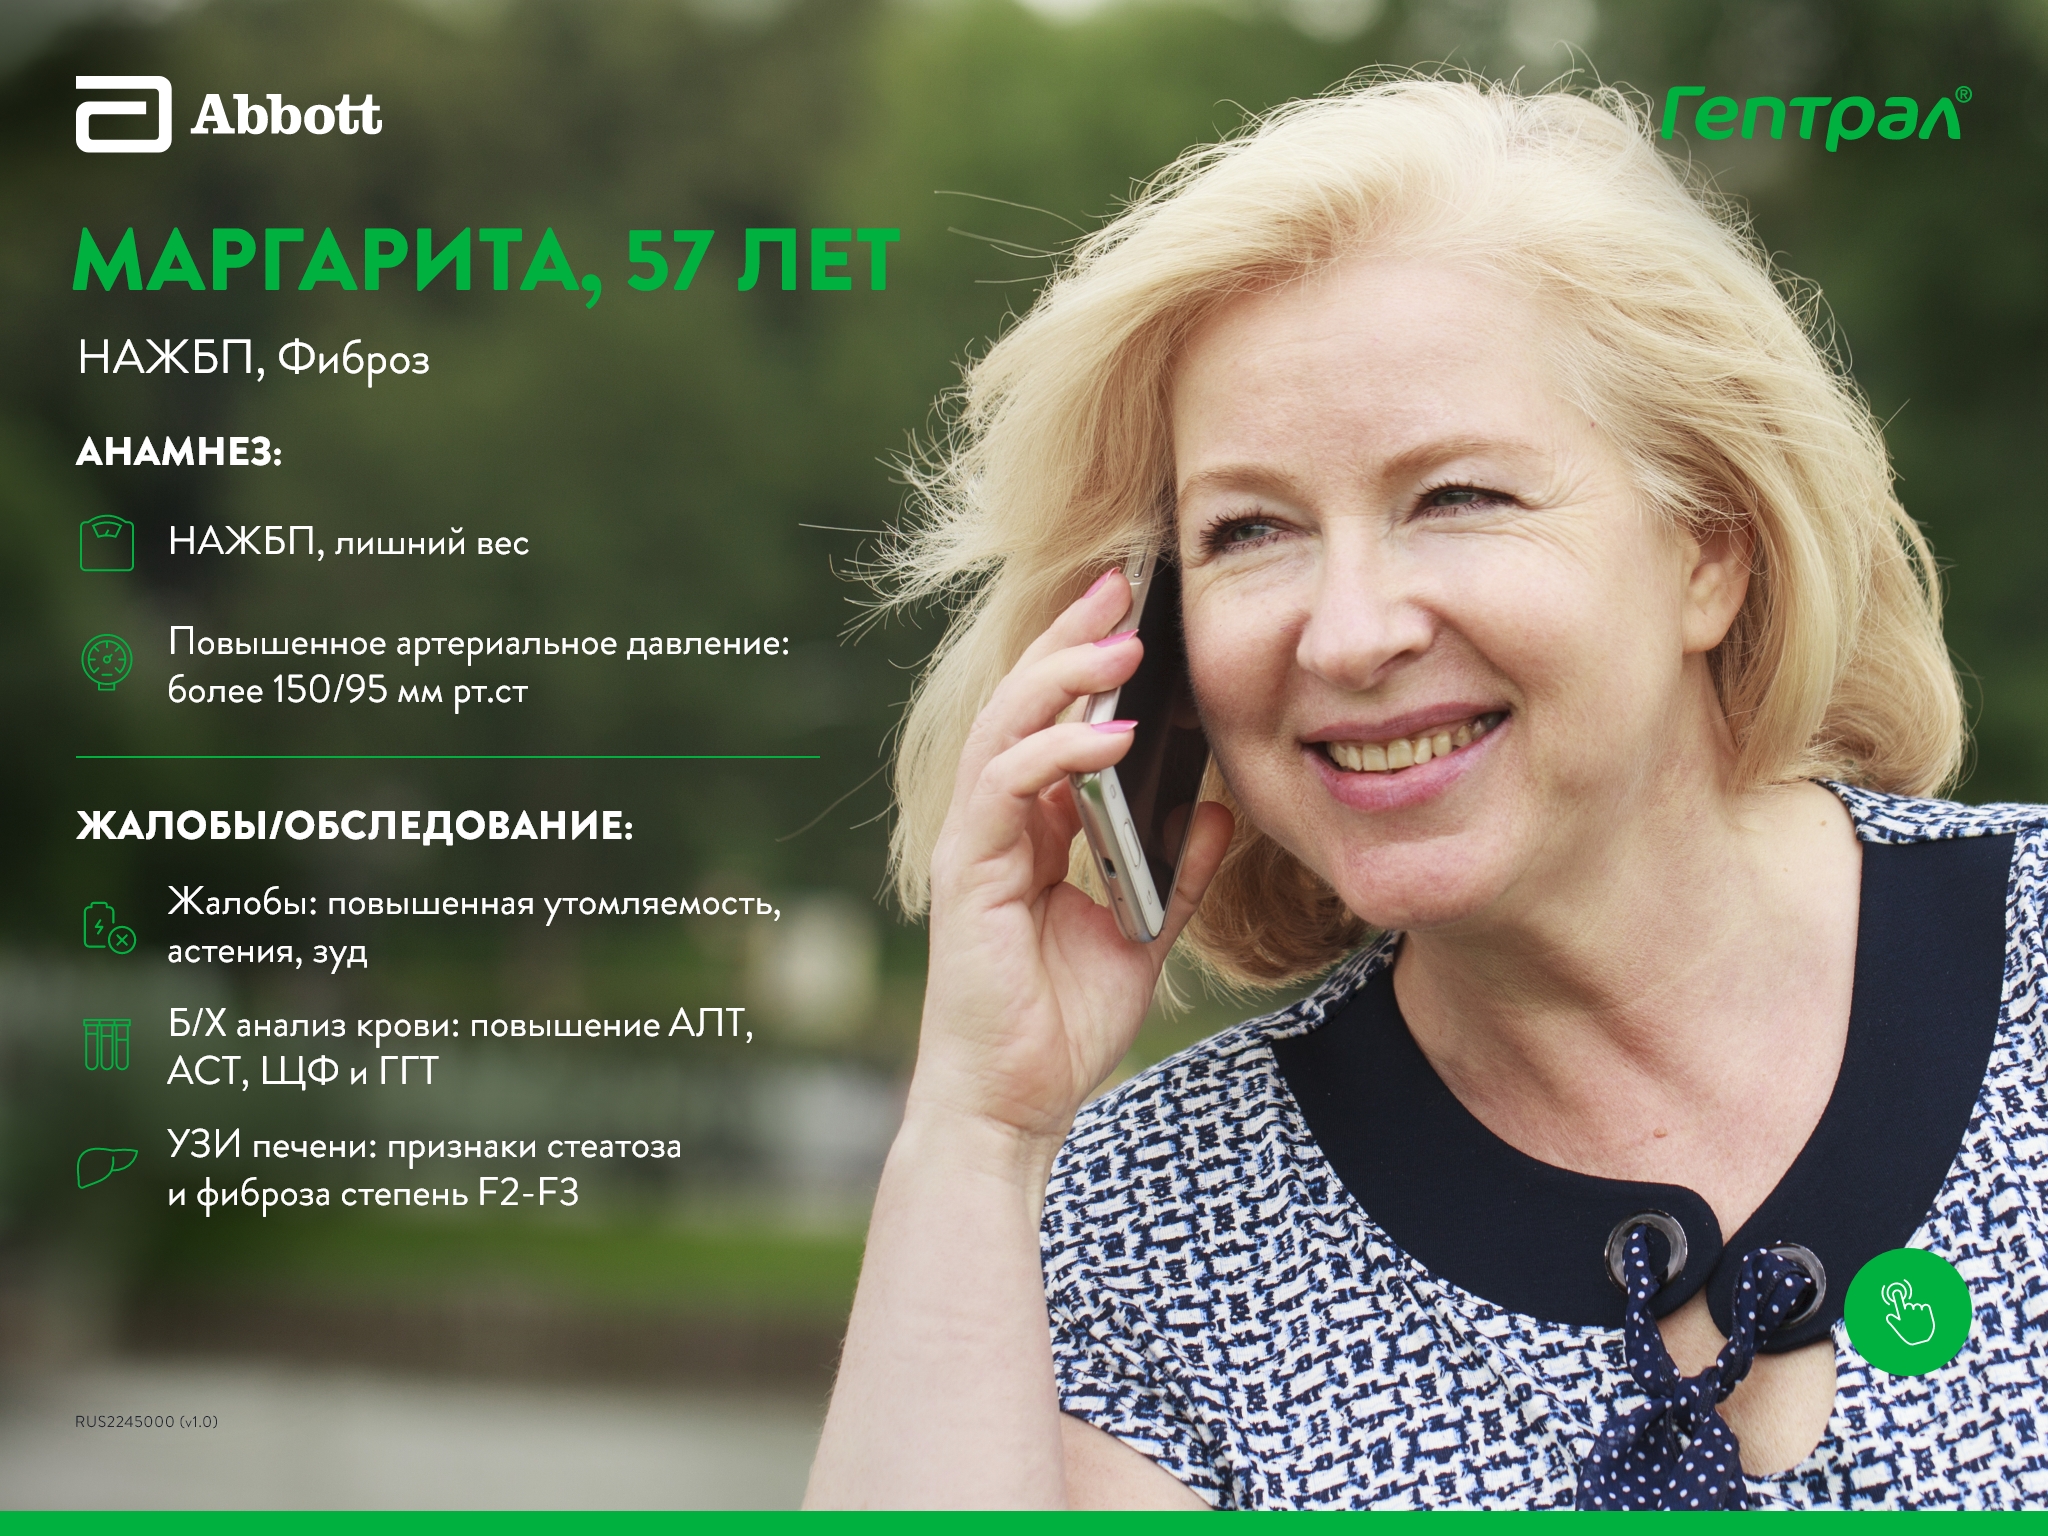 Abbott
Гептрал®
МАРГАРИТА, 57 ЛЕТ
НАЖБП, Фиброз
АНАМНЕЗ:
НАЖБП, лишний вес
Повышенное артериальное давление:
более 150/95 мм рт.ст
ЖАЛОБЫ/ОБСЛЕДОВАНИЕ:
Жалобы: повышенная утомляемость,
астения, зуд
Б/Х анализ крови: повышение АЛТ,
АСТ, ЩФ и ГГТ
УЗИ печени: признаки стеатоза
и фиброза степень F2-F3
RUS2245000 (v1.0)